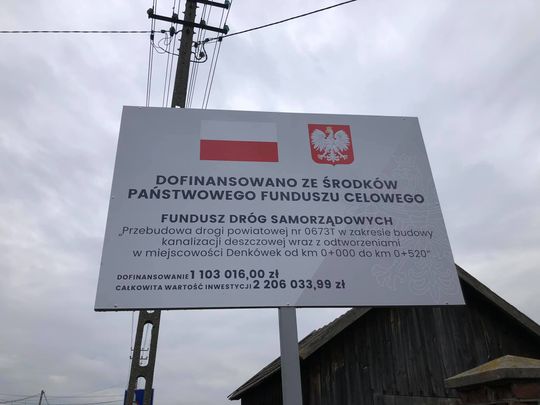 DOFINANSOWANO ZE ŚRODKÓW
PAŃSTWOWEGO FUNDUSZU CELOWEGO
FUNDUSZ DRÓG SAMORZĄDOWYCH
„Przebudowa drogi powiatowej nr 0673T w zakresie budowy
kanalizacji deszczowej wraz z odtworzeniami
w miejscowości Denkówek od km 0+000 do km 0+520”
DOFINANSOWANIE 1 103 016,00 zł
CAŁKOWITA WARTOŚĆ INWESTYCJI 2 206 033,99 zł